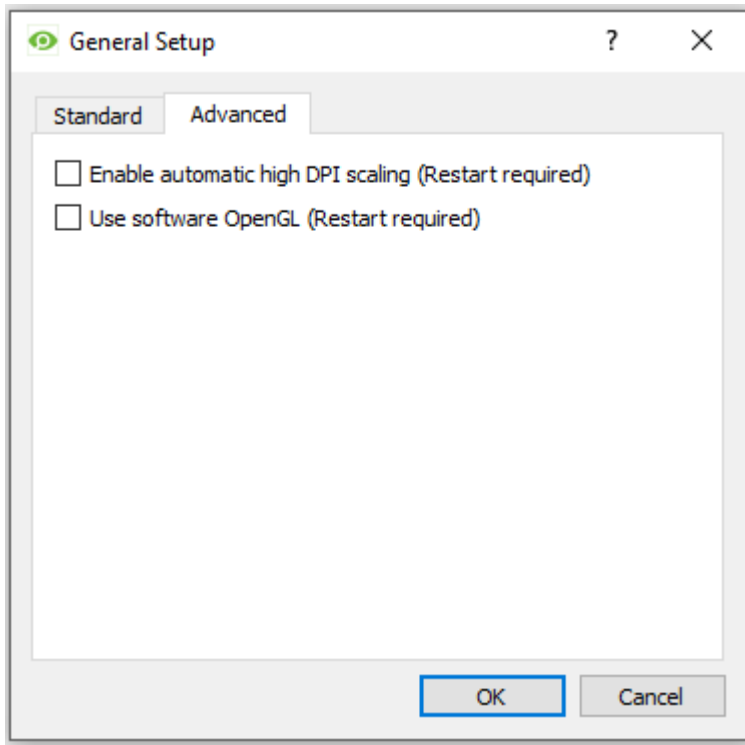 General Setup
?
Standard
Advanced
Enable automatic high DPI scaling (Restart required)
Use software OpenGL (Restart required)
OK
Cancel